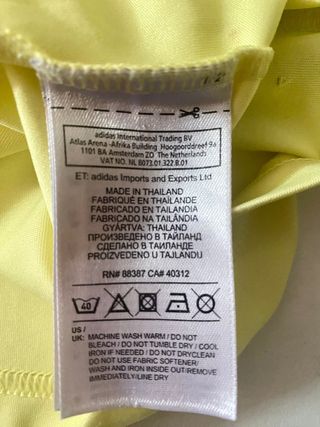 adidas International Trading BV
Atlas Arena -Afrika Building Hoogoorddreef 9a
1101 BA Amsterdam ZO The Netherlands
VAT NO. NL 8073.01.322.B.01
ET: adidas Imports and Exports Ltd
MADE IN THAILAND
FABRIQUÉ EN THAÏLANDE
FABRICADO EN TAILANDIA
FABRICADO NA TAILÂNDIA
GYÁRTVA: THAIFÖLD
ПРОИЗВЕДЕНО В ТАЙЛАНД
СДЕЛАНО В ТАИЛАНДЕ
PROIZVEDENO U TAJLANDU
RN# 88387 CA# 40312
40
US /
UK: MACHINE WASH WARM / DO NOT
BLEACH / DO NOT TUMBLE DRY / COOL
IRON IF NEEDED / DO NOT DRYCLEAN
DO NOT USE FABRIC SOFTENER/
WASH AND IRON INSIDE OUT/REMOVE
IMMEDIATELY/LINE DRY